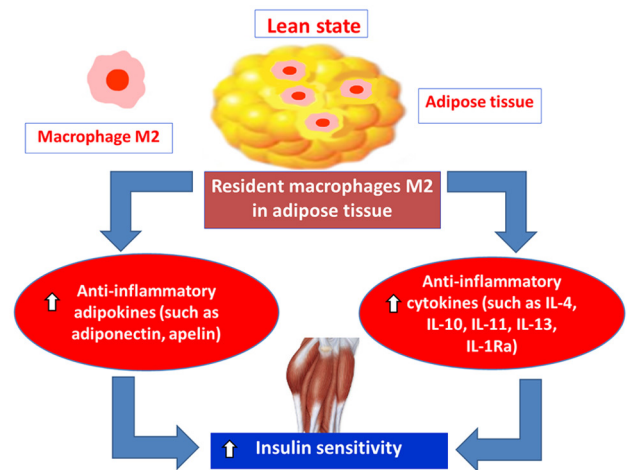 Lean state
Macrophage M2
Adipose tissue
Resident macrophages M2
in adipose tissue
Anti-inflammatory
adipokines (such as
adiponectin, apelin)
Anti-inflammatory
cytokines (such as IL-4,
IL-10, IL-11, IL-13,
IL-1Ra)
Insulin sensitivity